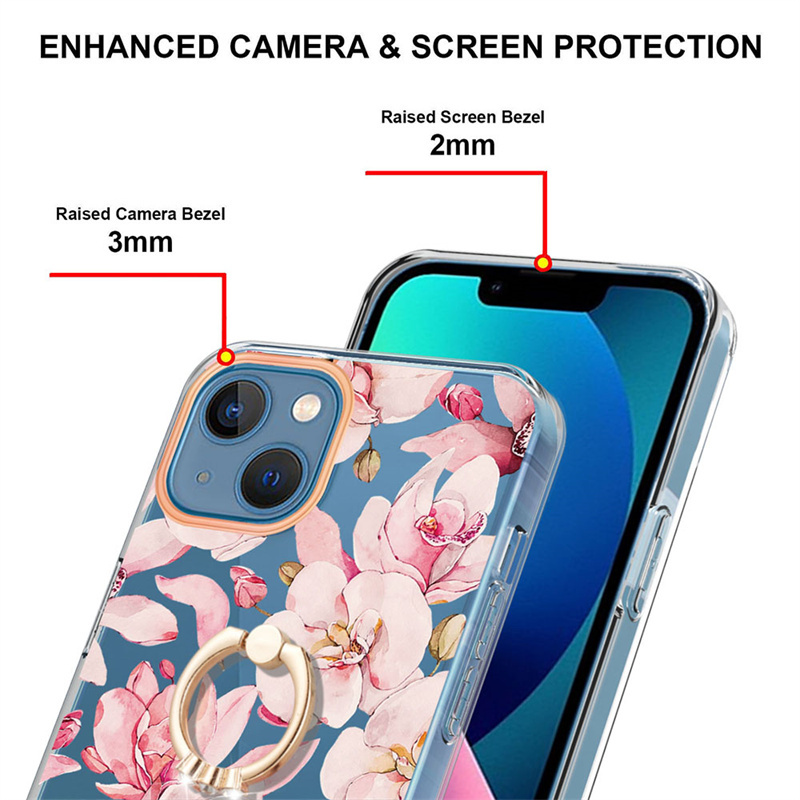 ENHANCED CAMERA & SCREEN PROTECTION
Raised Screen Bezel
2mm
Raised Camera Bezel
3mm